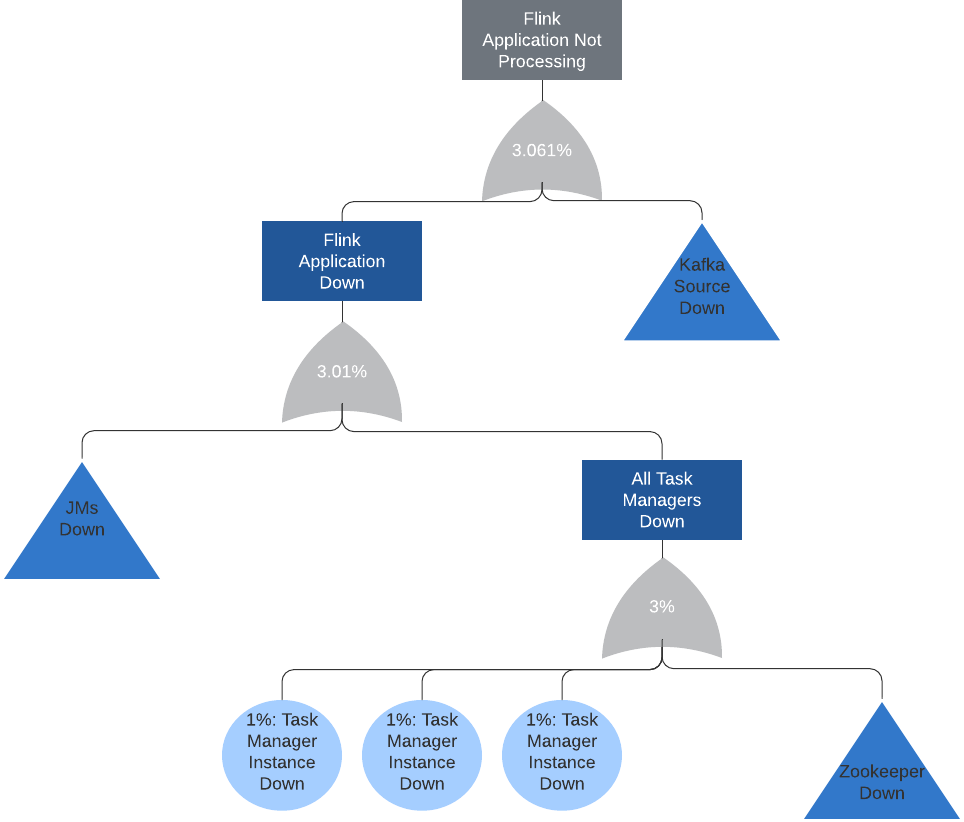 Flink
Application Not
Processing
3.061%
Flink
Application
Down
Kafka
Source
Down
3.01%
JMs
Down
All Task
Managers
Down
3%
1%: Task
Manager
Instance
Down
1%: Task
Manager
Instance
Down
1%: Task
Manager
Instance
Down
Zookeeper
Down